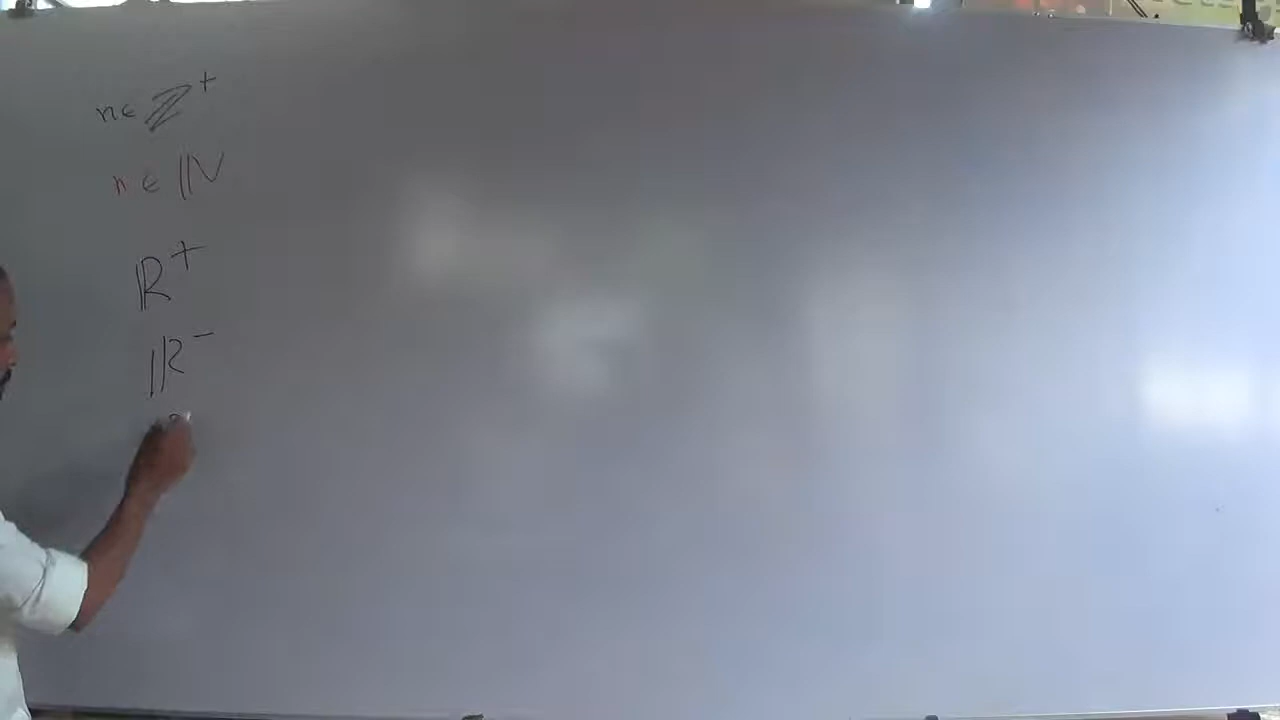 n ∈ ℤ⁺
n ∈ ℕ
ℝ⁺
ℝ⁻